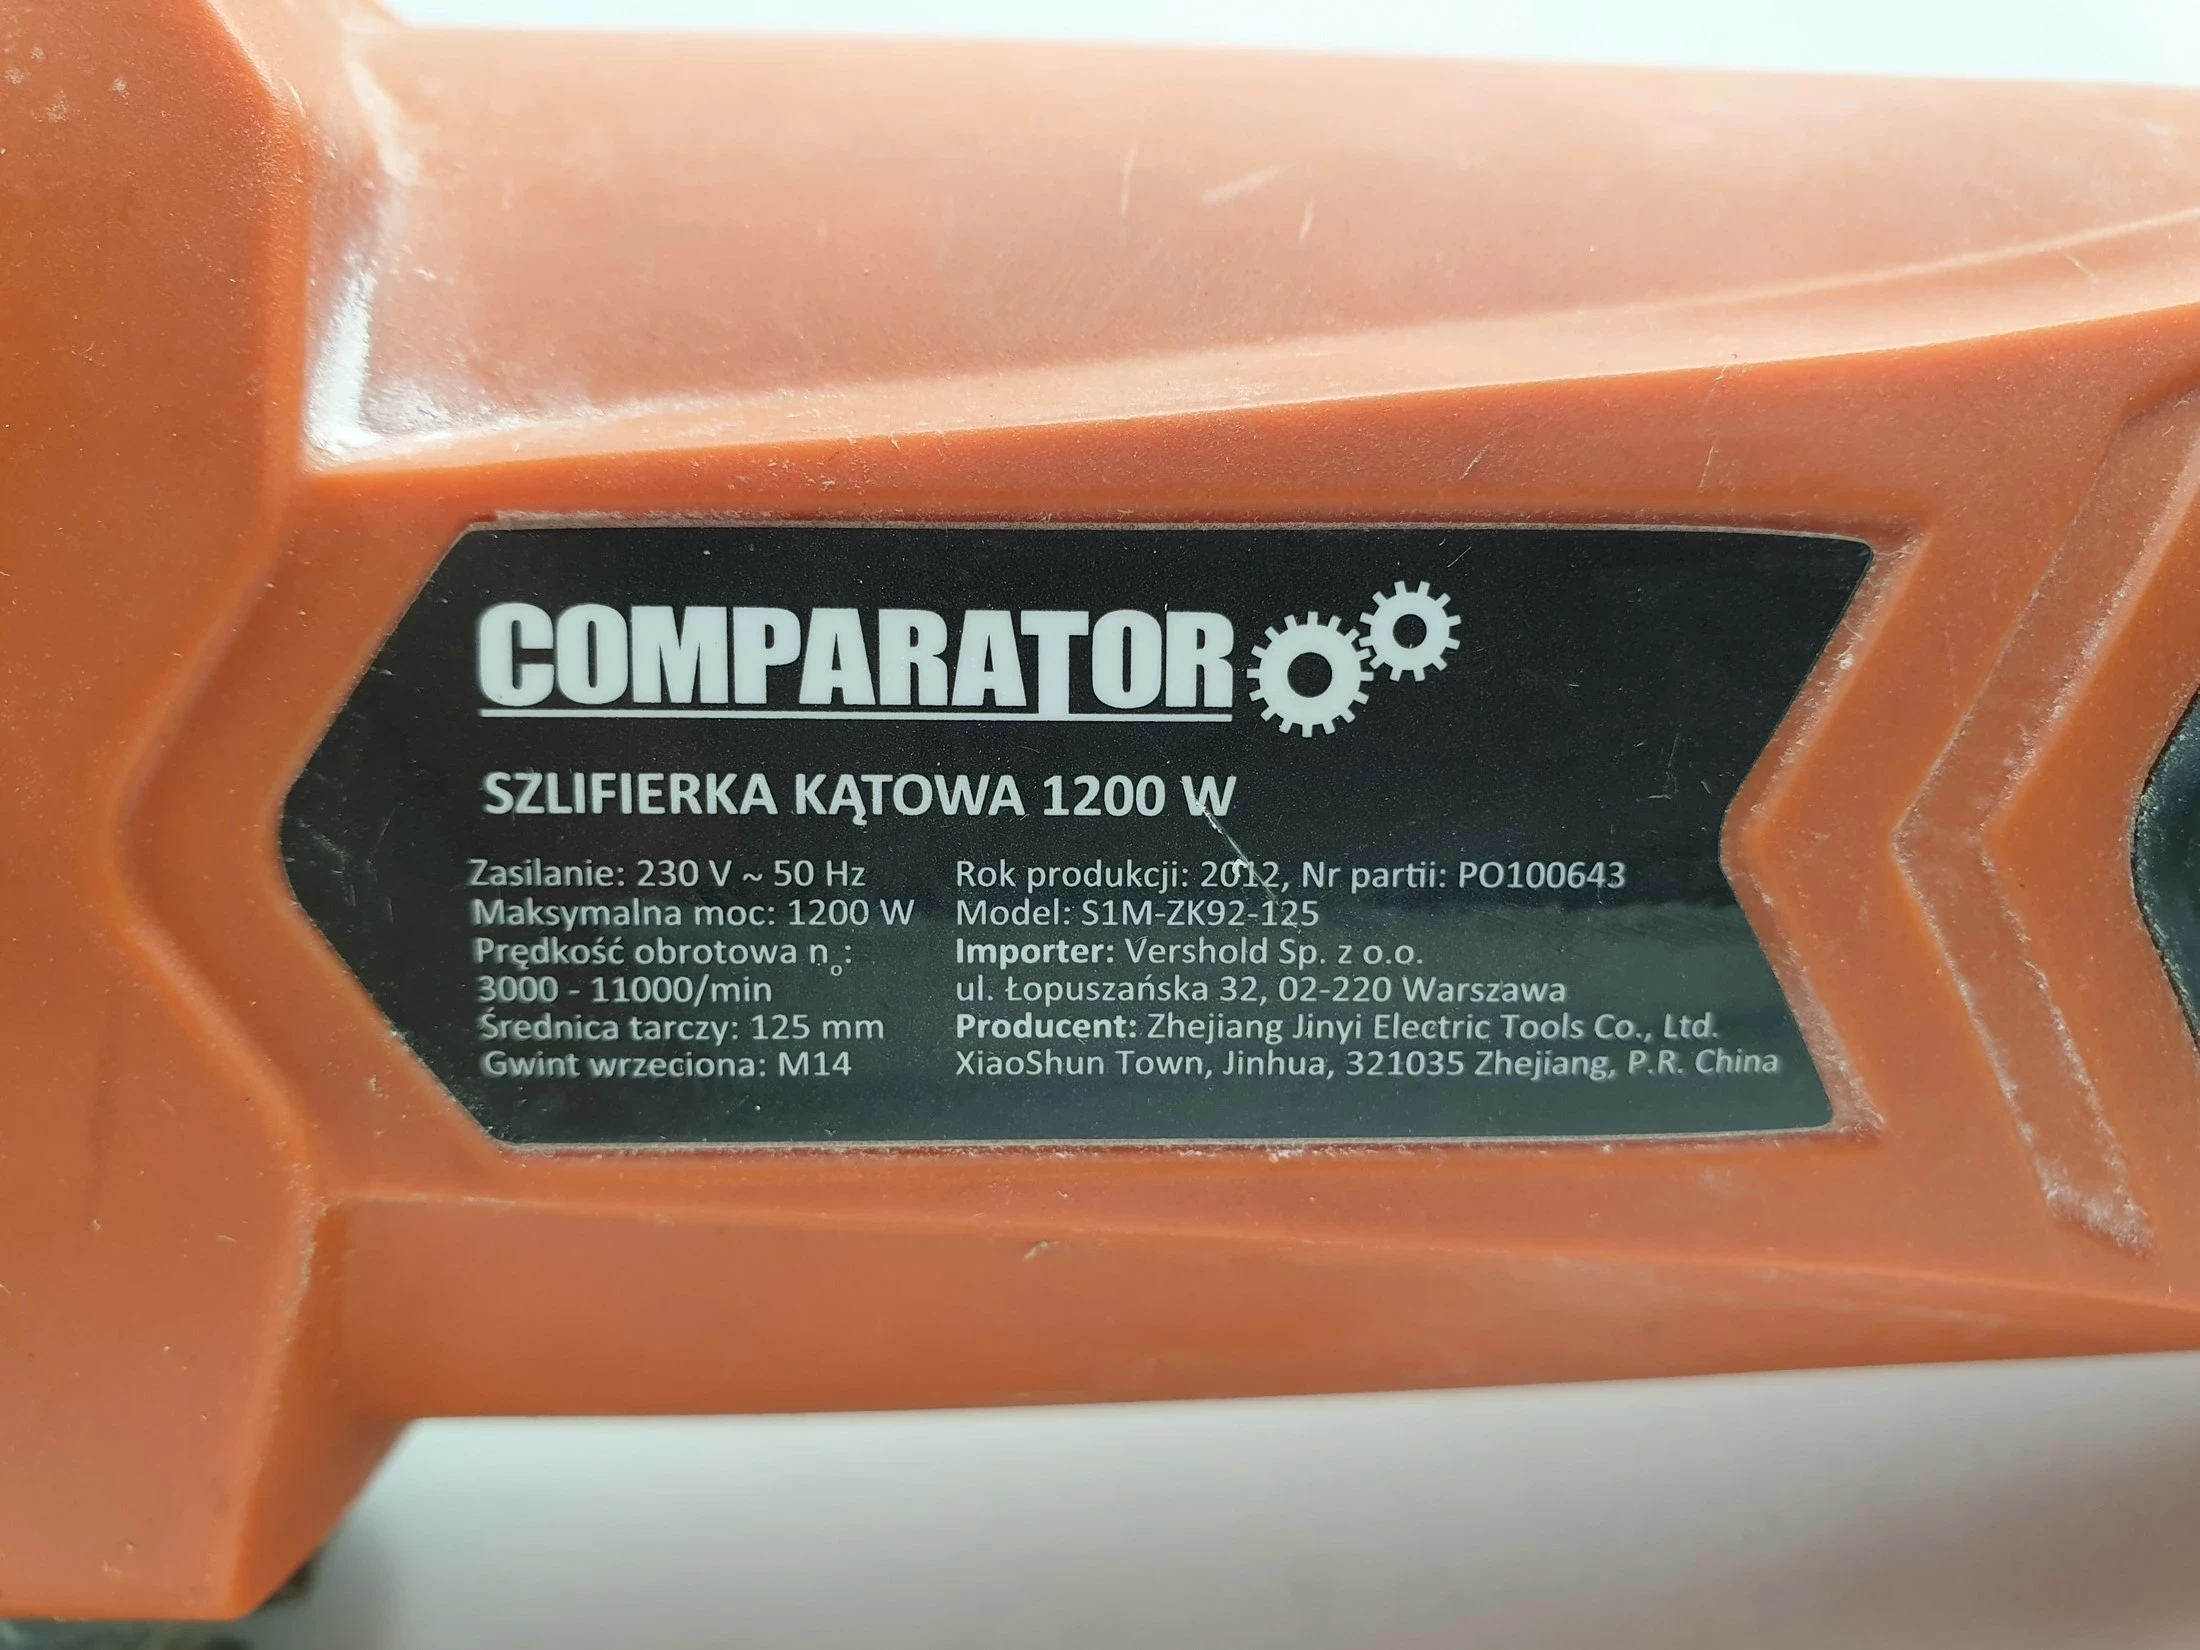 COMPARATOR
SZLIFIERKA KĄTOWA 1200 W
Zasilanie: 230 V ~ 50 Hz
Maksymalna moc: 1200 W
Prędkość obrotowa nₒ:
3000 - 11000/min
Średnica tarczy: 125 mm
Gwint wrzeciona: M14
Rok produkcji: 2012, Nr partii: PO100643
Model: S1M-ZK92-125
Importer: Vershold Sp. z o.o.
ul. Łopuszańska 32, 02-220 Warszawa
Producent: Zhejiang Jinyi Electric Tools Co., Ltd.
XiaoShun Town, Jinhua, 321035 Zhejiang, P.R. China